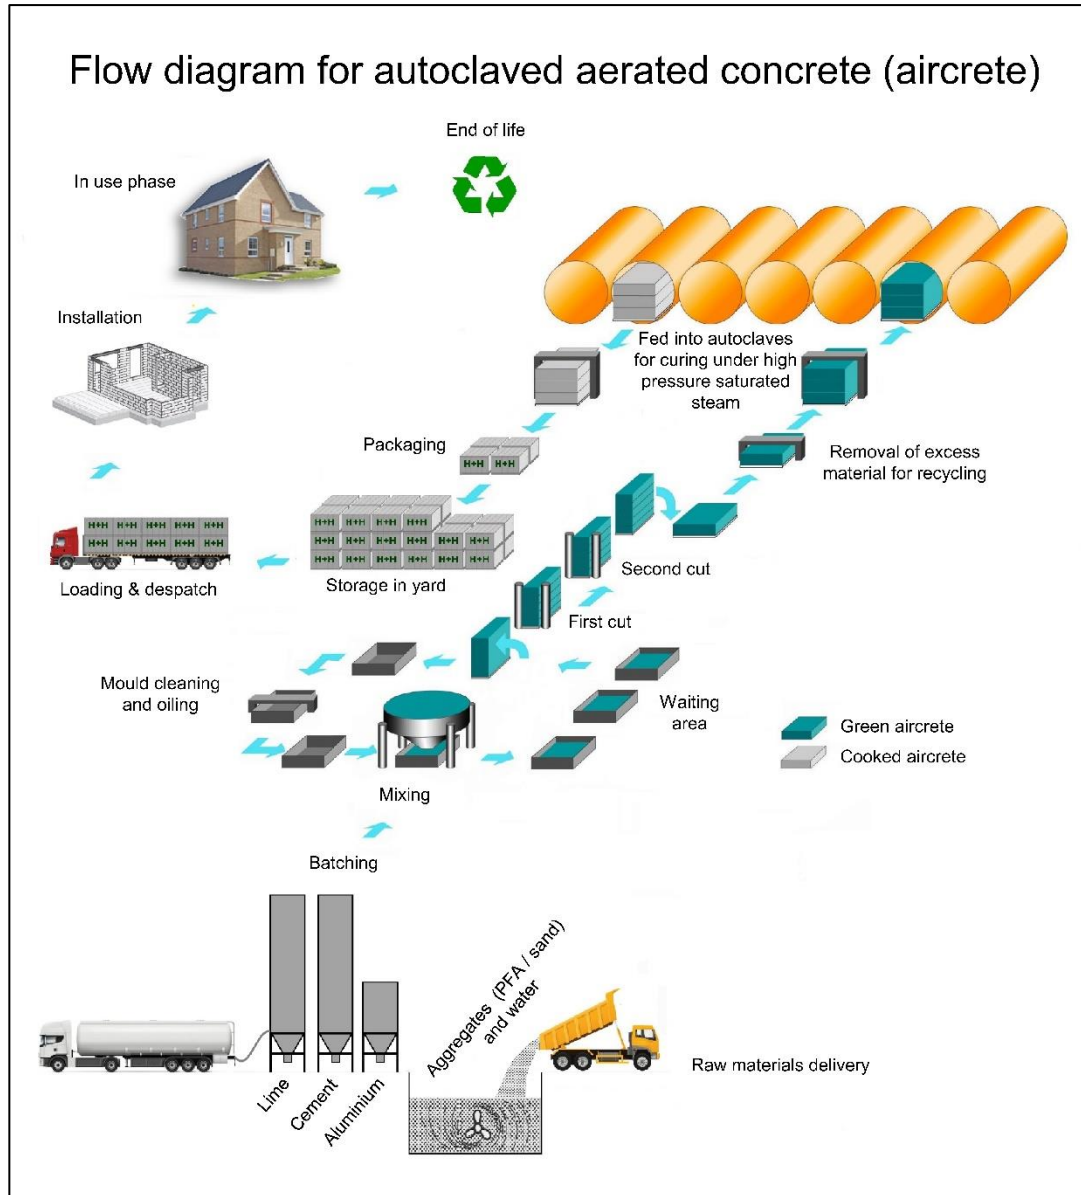 Flow diagram for autoclaved aerated concrete (aircrete)
End of life
In use phase
Installation
Fed into autoclaves
for curing under high
pressure saturated
steam
Packaging
Removal of excess
material for recycling
H+H H+H
H+H H+H H+H H+H
H+H H+H H+H H+H H+H H+H
H+H H+H H+H H+H H+H H+H
H+H H+H H+H H+H H+H
H+H H+H H+H H+H H+H
Second cut
Loading & despatch
Storage in yard
First cut
Mould cleaning
and oiling
Waiting
area
Green aircrete
Cooked aircrete
Mixing
Batching
Lime
Cement
Aluminium
Aggregates (PFA / sand)
and water
Raw materials delivery